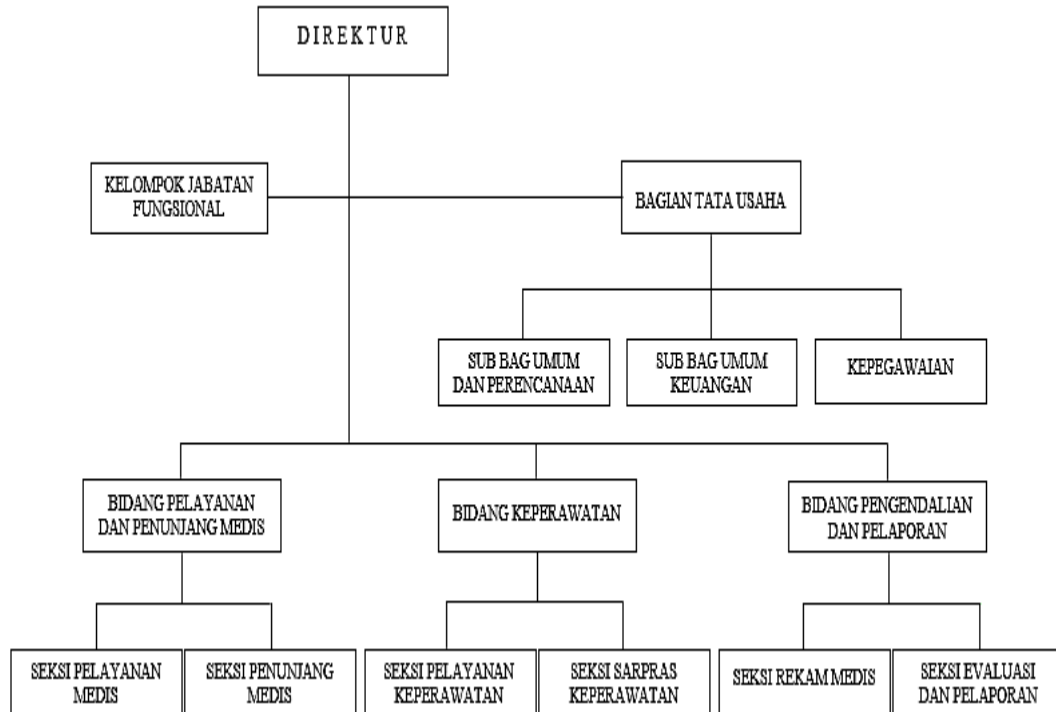 DIREKTUR
KELOMPOK JABATAN
FUNGSIONAL
BAGIAN TATA USAHA
SUB BAG UMUM
DAN PERENCANAAN
SUB BAG UMUM
KEUANGAN
KEPEGAWAIAN
BIDANG PELAYANAN
DAN PENUNJANG MEDIS
BIDANG KEPERAWATAN
BIDANG PENGENDALIAN
DAN PELAPORAN
SEKSI PELAYANAN
MEDIS
SEKSI PENUNJANG
MEDIS
SEKSI PELAYANAN
KEPERAWATAN
SEKSI SARPRAS
KEPERAWATAN
SEKSI REKAM MEDIS
SEKSI EVALUASI
DAN PELAPORAN